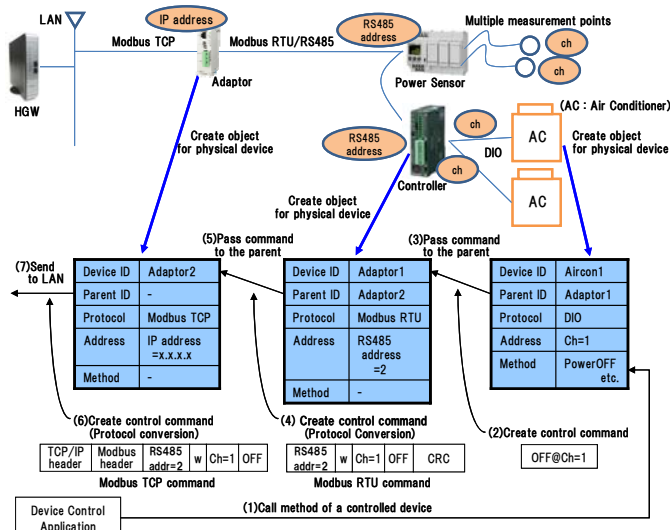 LAN
IP address
Modbus TCP
Modbus RTU/RS485
HGW
Adaptor
RS485
address
Power Sensor
Multiple measurement points
ch
ch
(AC : Air Conditioner)
RS485
address
Controller
ch
ch
DIO
AC
AC
Create object
for physical device
Create object
for physical device
Create object
for physical device
(7)Send
to LAN
(5)Pass command
to the parent
(3)Pass command
to the parent
Device ID Adaptor2
Parent ID -
Protocol Modbus TCP
Address IP address
=x.x.x.x
Method -
Device ID Adaptor1
Parent ID Adaptor2
Protocol Modbus RTU
Address RS485
address
=2
Method -
Device ID Aircon1
Parent ID Adaptor1
Protocol DIO
Address Ch=1
Method PowerOFF
etc.
(6)Create control command
(Protocol conversion)
TCP/IP
header
Modbus
header
RS485
addr=2
w Ch=1 OFF
Modbus TCP command
(4) Create control command
(Protocol Conversion)
RS485
addr=2
w Ch=1 OFF CRC
Modbus RTU command
(2)Create control command
OFF@Ch=1
Device Control
Application
(1)Call method of a controlled device